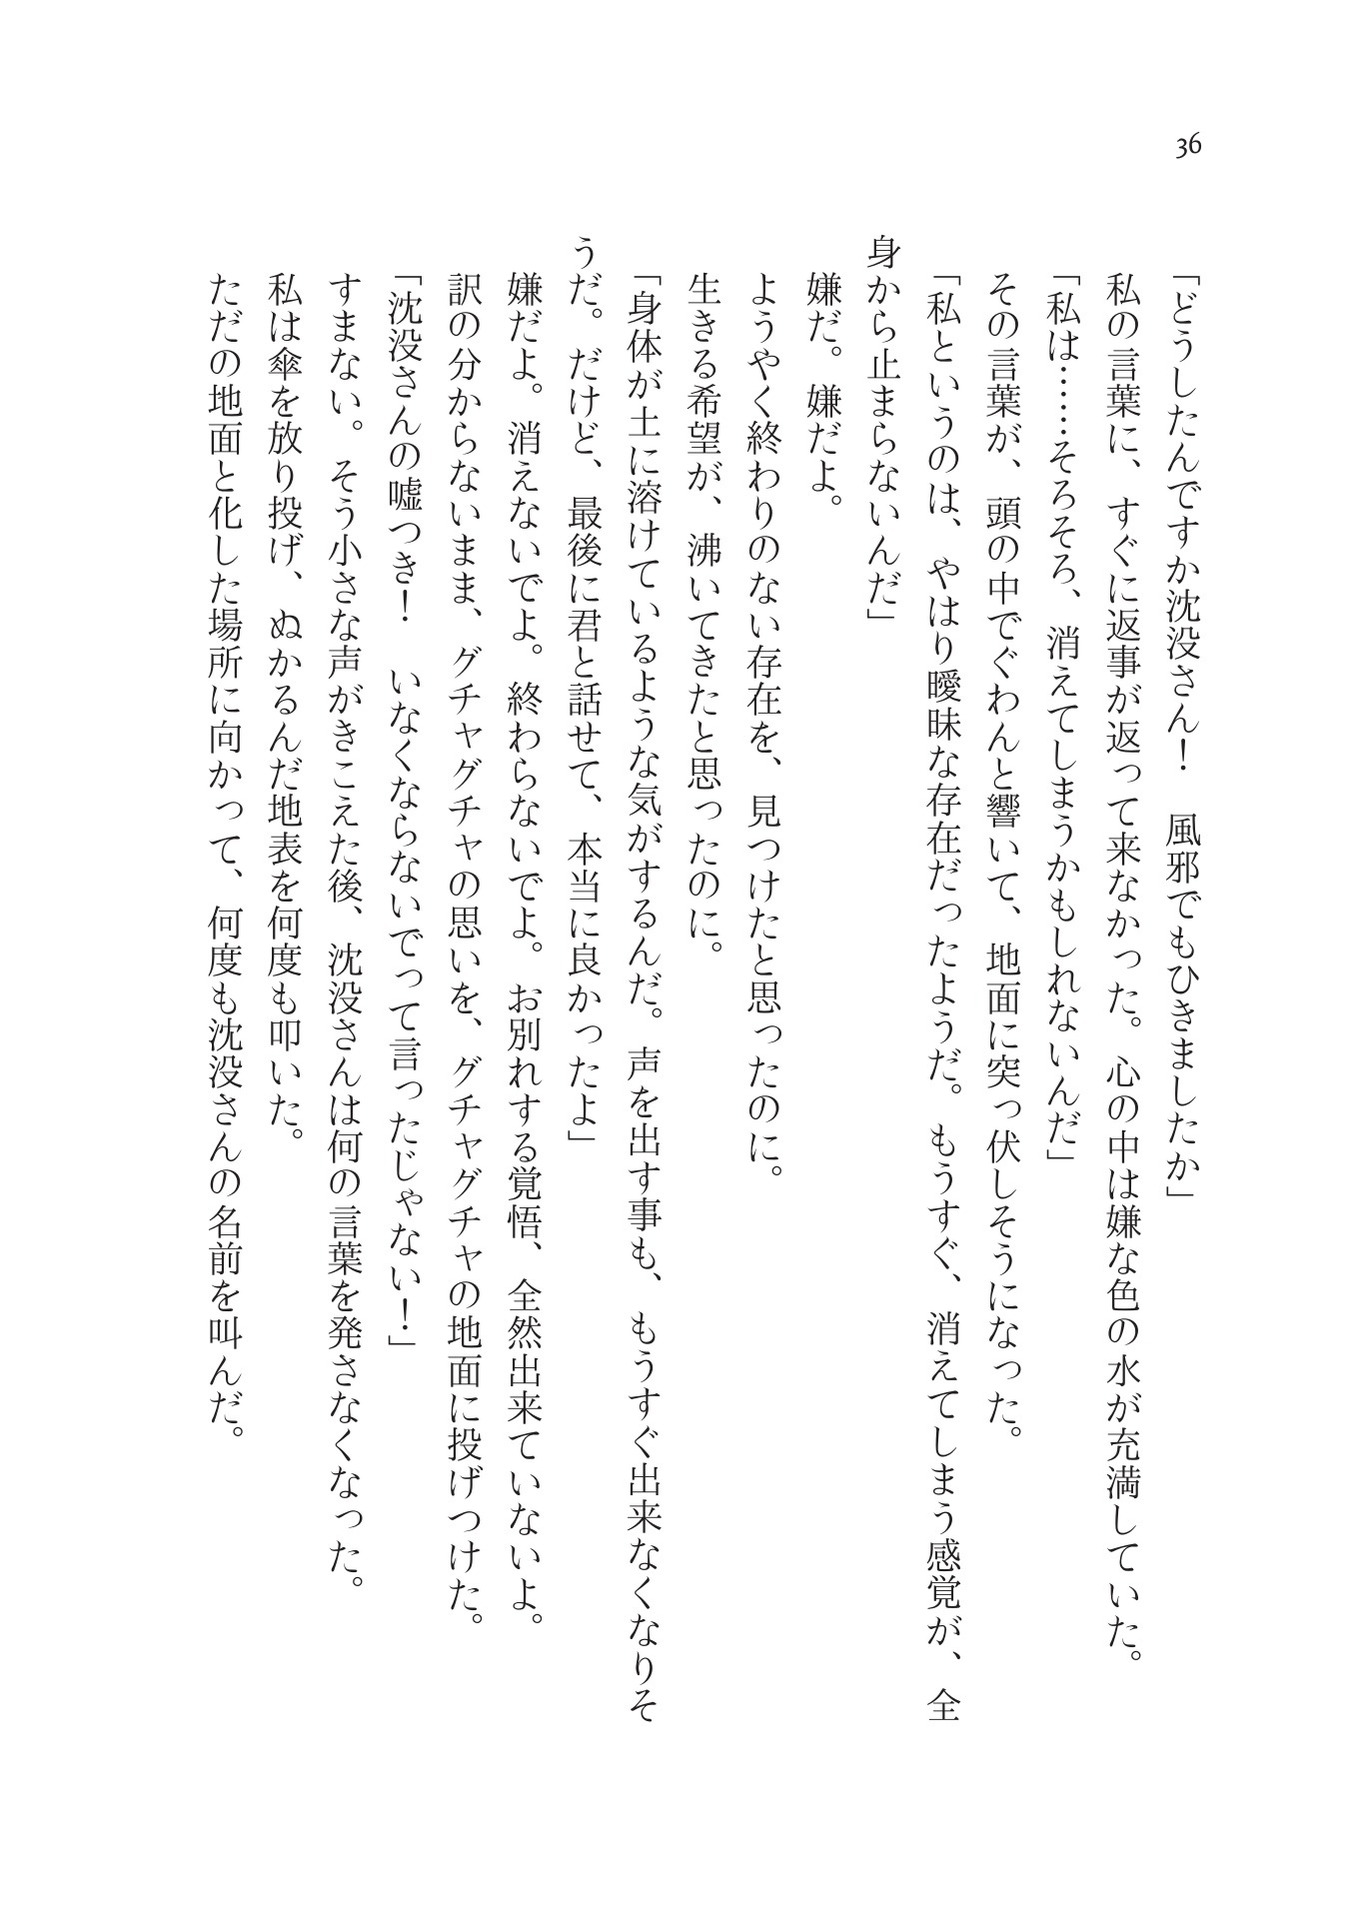 36
「どうしたんですか沈没さん！　風邪でもひきましたか」
私の言葉に、すぐに返事が返って来なかった。心の中は嫌な色の水が充満していた。
「私は……そろそろ、消えてしまうかもしれないんだ」
その言葉が、頭の中でぐわんと響いて、地面に突っ伏しそうになった。
「私というのは、やはり曖昧な存在だったようだ。もうすぐ、消えてしまう感覚が、全
身から止まらないんだ」
嫌だ。嫌だよ。
ようやく終わりのない存在を、見つけたと思ったのに。
生きる希望が、沸いてきたと思ったのに。
「身体が土に溶けているような気がするんだ。声を出す事も、もうすぐ出来なくなりそ
うだ。だけど、最後に君と話せて、本当に良かったよ」
嫌だよ。消えないでよ。終わらないでよ。お別れする覚悟、全然出来ていないよ。
訳の分からないまま、グチャグチャの思いを、グチャグチャの地面に投げつけた。
「沈没さんの嘘つき！　いなくならないでって言ったじゃない！」
すまない。そう小さな声がきこえた後、沈没さんは何の言葉を発さなくなった。
私は傘を放り投げ、ぬかるんだ地表を何度も叩いた。
ただの地面と化した場所に向かって、何度も沈没さんの名前を叫んだ。